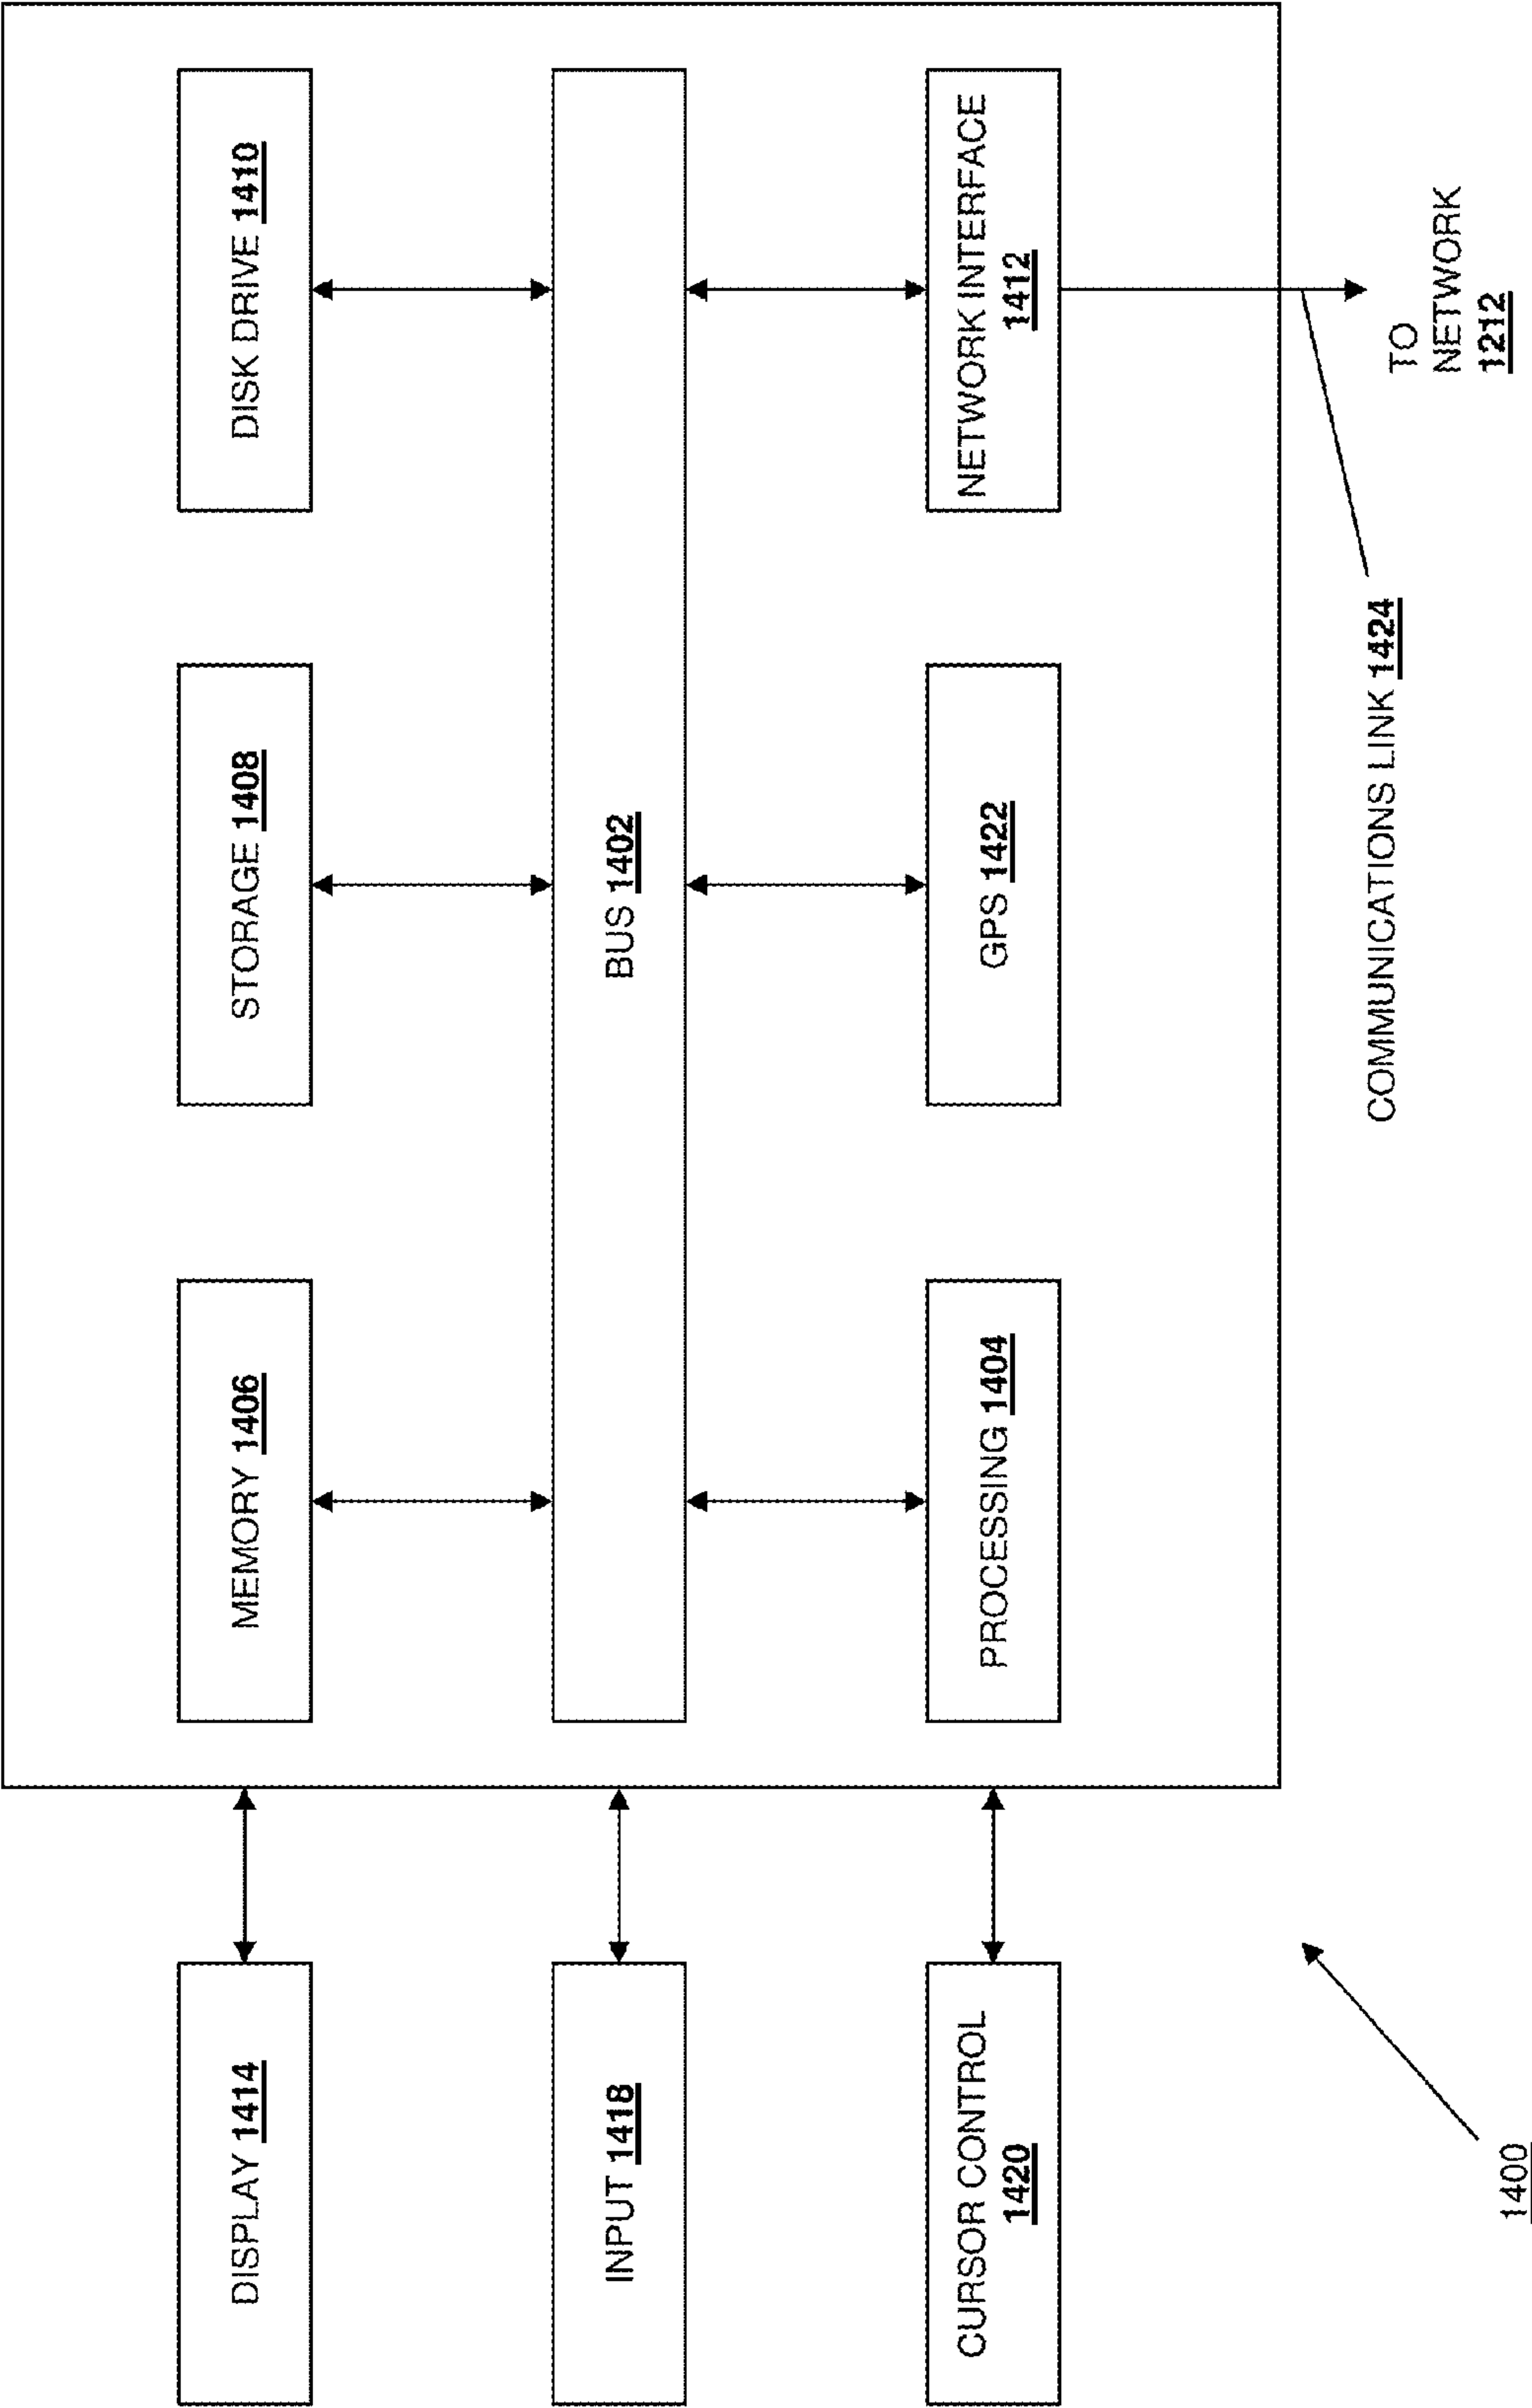 DISPLAY 1414
MEMORY 1406
STORAGE 1408
DISK DRIVE 1410
INPUT 1418
BUS 1402
CURSOR CONTROL
1420
PROCESSING 1404
GPS 1422
NETWORK INTERFACE
1412
COMMUNICATIONS LINK 1424
TO
NETWORK
1212
1400